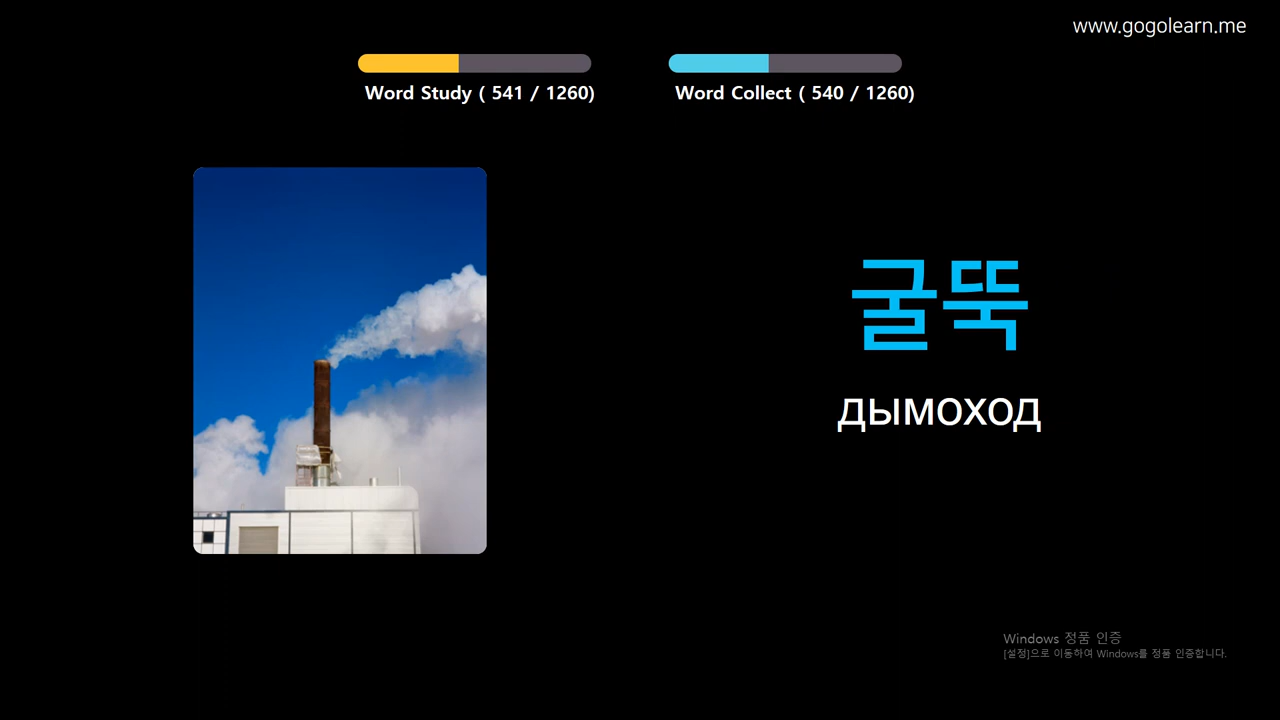 www.gogolearn.me
Word Study ( 541 / 1260)
Word Collect ( 540 / 1260)
굴뚝
дымоход
Windows 정품 인증
[설정]으로 이동하여 Windows를 정품 인증합니다.